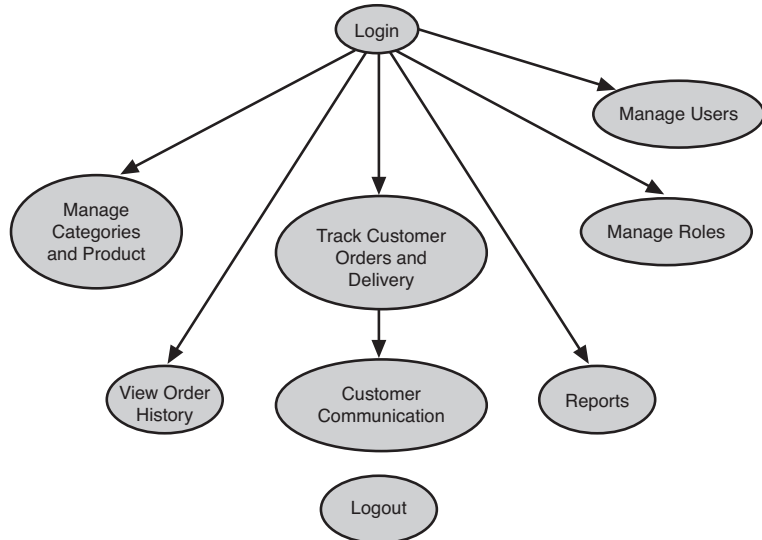 Login
Manage Users
Manage
Categories
and Product
Track Customer
Orders and
Delivery
Manage Roles
View Order
History
Customer
Communication
Reports
Logout